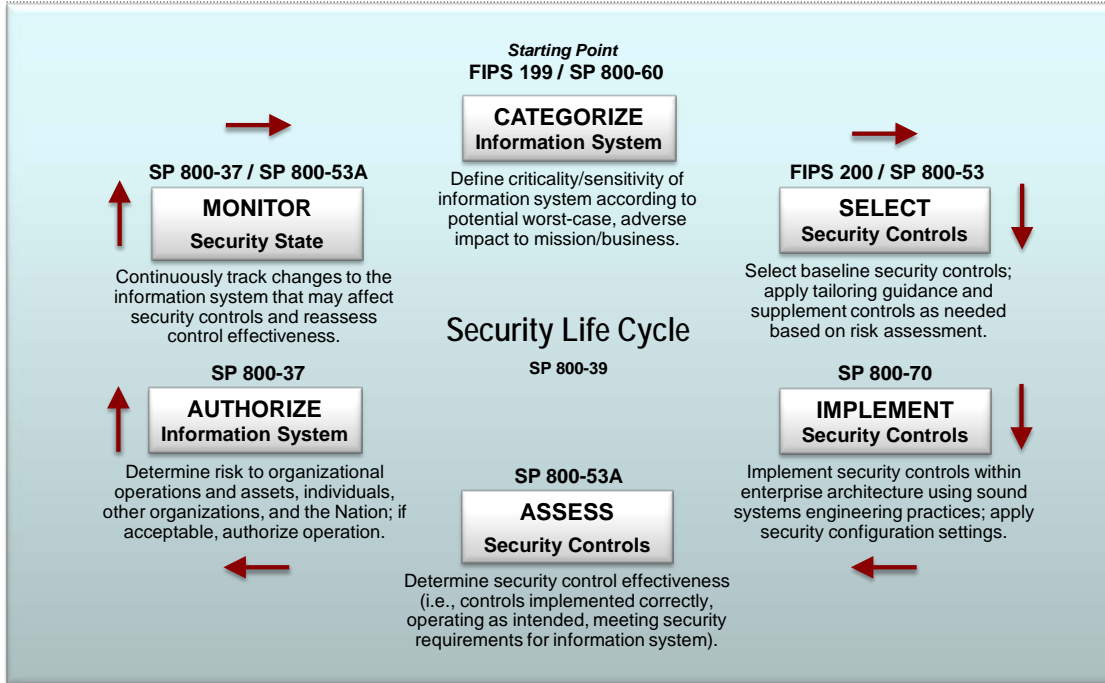 Starting Point
FIPS 199 / SP 800-60
CATEGORIZE
Information System
Define criticality/sensitivity of
information system according to
potential worst-case, adverse
impact to mission/business.
FIPS 200 / SP 800-53
SELECT
Security Controls
Select baseline security controls;
apply tailoring guidance and
supplement controls as needed
based on risk assessment.
SP 800-70
IMPLEMENT
Security Controls
Implement security controls within
enterprise architecture using sound
systems engineering practices; apply
security configuration settings.
SP 800-53A
ASSESS
Security Controls
Determine security control effectiveness
(i.e., controls implemented correctly,
operating as intended, meeting security
requirements for information system).
SP 800-37
AUTHORIZE
Information System
Determine risk to organizational
operations and assets, individuals,
other organizations, and the Nation; if
acceptable, authorize operation.
SP 800-37 / SP 800-53A
MONITOR
Security State
Continuously track changes to the
information system that may affect
security controls and reassess
control effectiveness.
Security Life Cycle
SP 800-39